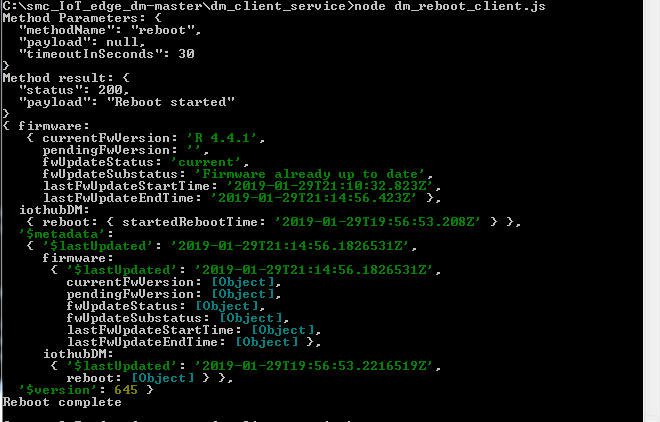 C:\smc_IoT_edge_dm-master\dm_client_service>node dm_reboot_client.js
Method Parameters: {
  "methodName": "reboot",
  "payload": null,
  "timeoutInSeconds": 30
}
Method result: {
  "status": 200,
  "payload": "Reboot started"
}
{ firmware:
   { currentFwVersion: 'R 4.4.1',
     pendingFwVersion: '',
     fwUpdateStatus: 'current',
     fwUpdateSubstatus: 'Firmware already up to date',
     lastFwUpdateStartTime: '2019-01-29T21:10:32.823Z',
     lastFwUpdateEndTime: '2019-01-29T21:14:56.423Z' },
  iothubDM:
   { reboot: { startedRebootTime: '2019-01-29T19:56:53.208Z' } },
  '$metadata':
   { '$lastUpdated': '2019-01-29T21:14:56.1826531Z',
     firmware:
      { '$lastUpdated': '2019-01-29T21:14:56.1826531Z',
        currentFwVersion: [Object],
        pendingFwVersion: [Object],
        fwUpdateStatus: [Object],
        fwUpdateSubstatus: [Object],
        lastFwUpdateStartTime: [Object],
        lastFwUpdateEndTime: [Object] },
     iothubDM:
      { '$lastUpdated': '2019-01-29T19:56:53.2216519Z',
        reboot: [Object] } },
  '$version': 645 }
Reboot complete